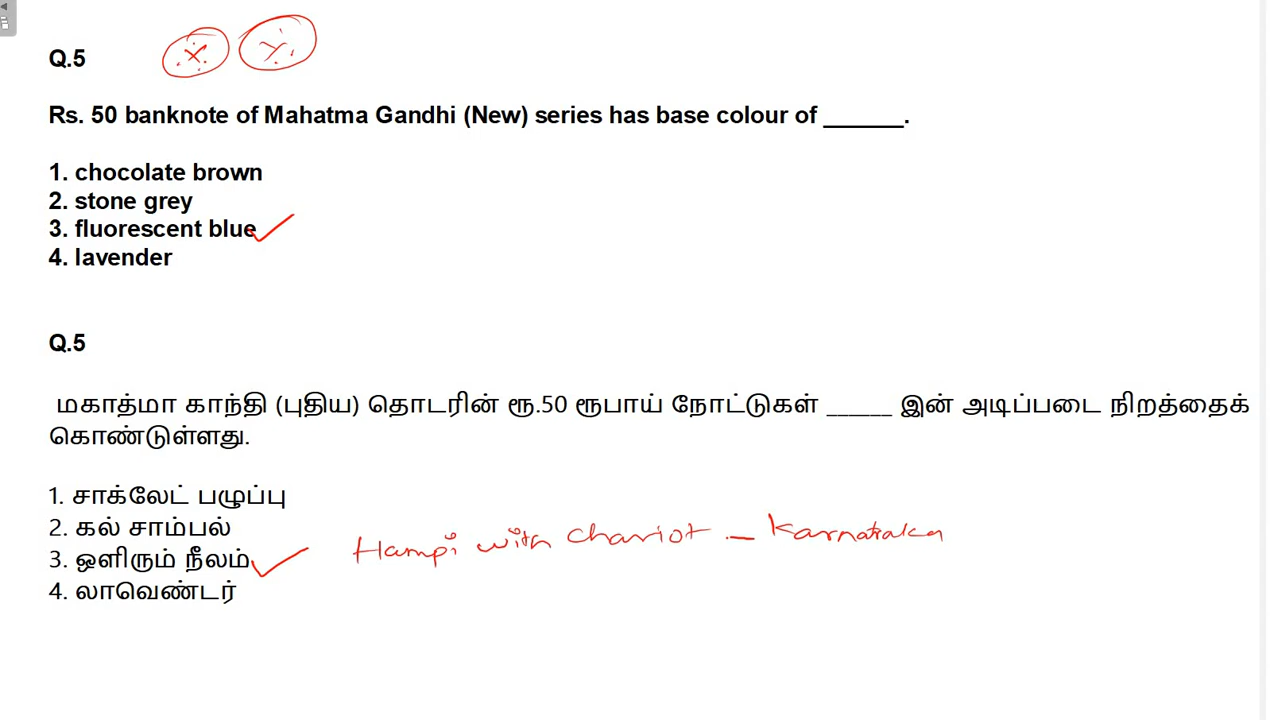 Q.5
X Y
Rs. 50 banknote of Mahatma Gandhi (New) series has base colour of ______.
1. chocolate brown
2. stone grey
3. fluorescent blue
4. lavender
Q.5
மகாத்மா காந்தி (புதிய) தொடரின் ரூ.50 ரூபாய் நோட்டுகள் ______ இன் அடிப்படை நிறத்தைக்
கொண்டுள்ளது.
1. சாக்லேட் பழுப்பு
2. கல் சாம்பல்
3. ஒளிரும் நீலம்
4. லாவெண்டர்
Hampi with Chariot - Karnataka